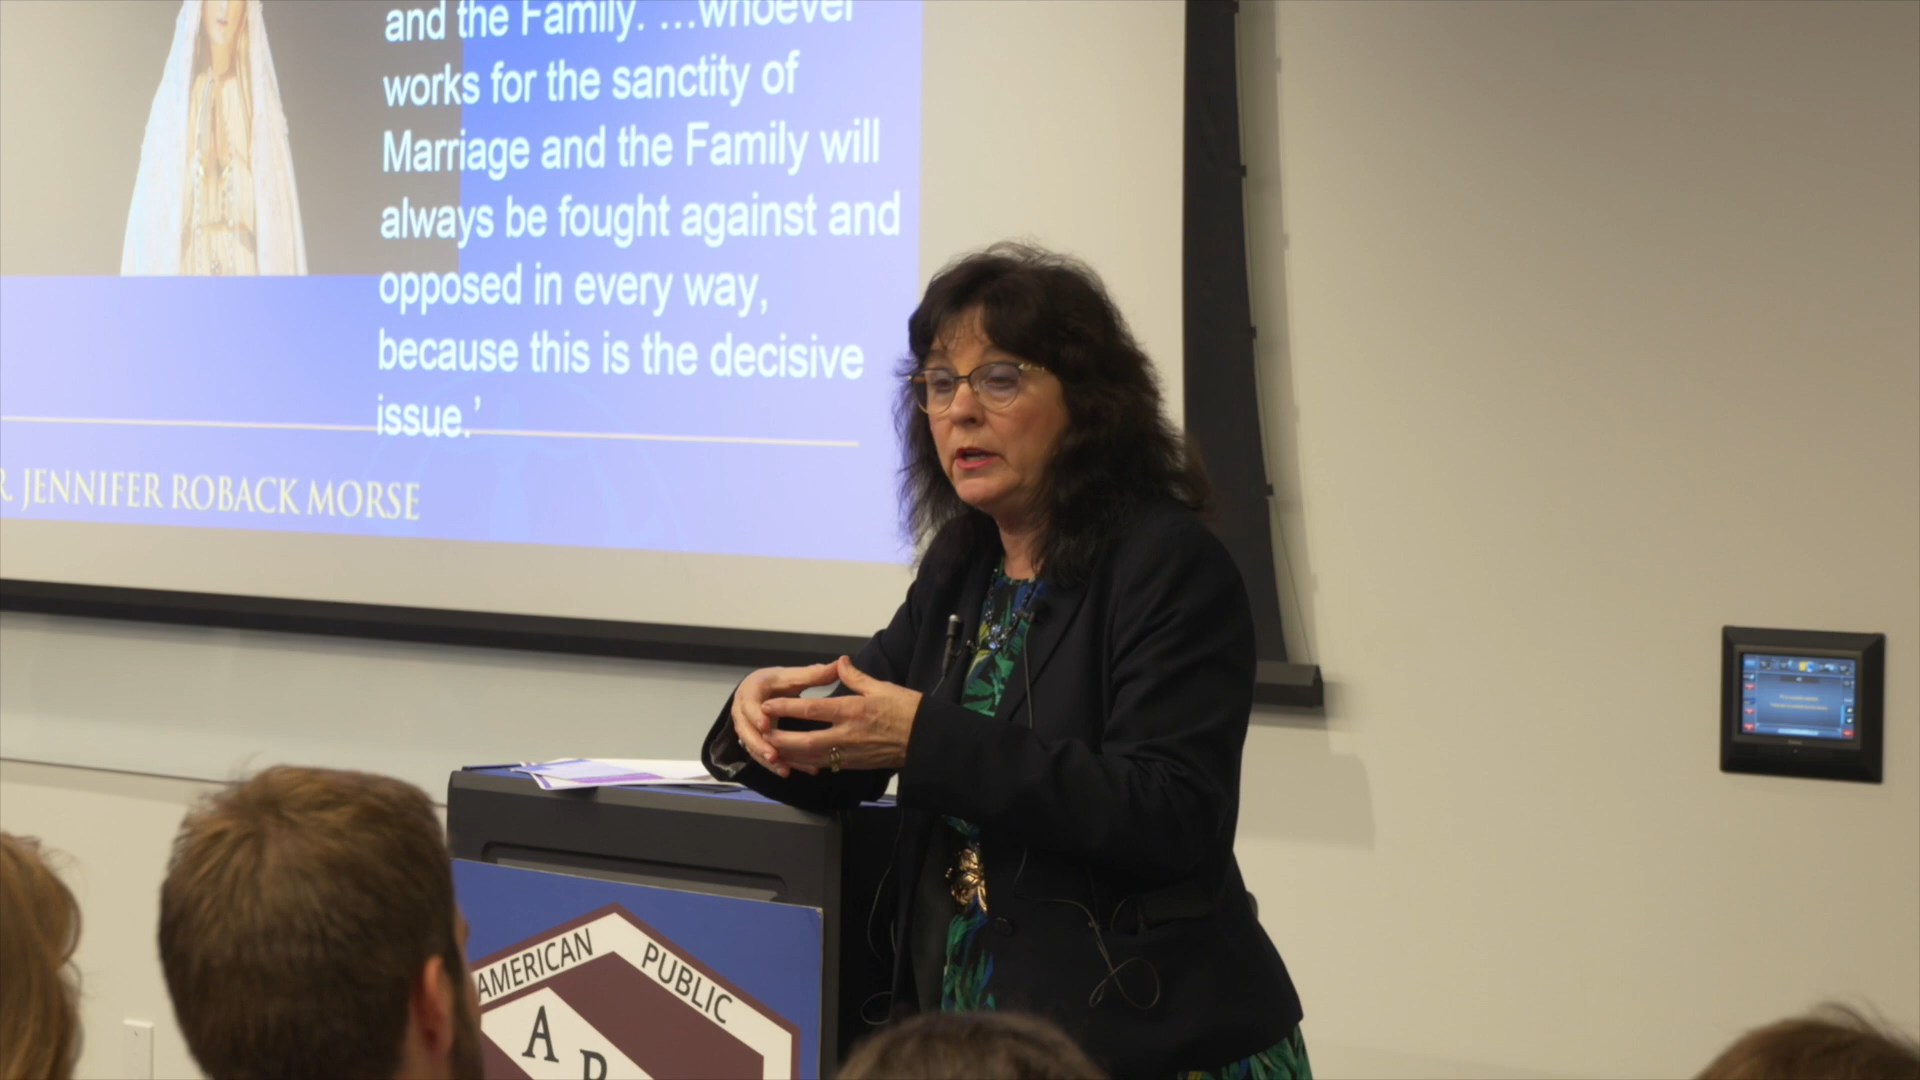 and the Family. ...whoever
works for the sanctity of
Marriage and the Family will
always be fought against and
opposed in every way,
because this is the decisive
issue.’
R. JENNIFER ROBACK MORSE
AMERICAN PUBLIC
A P